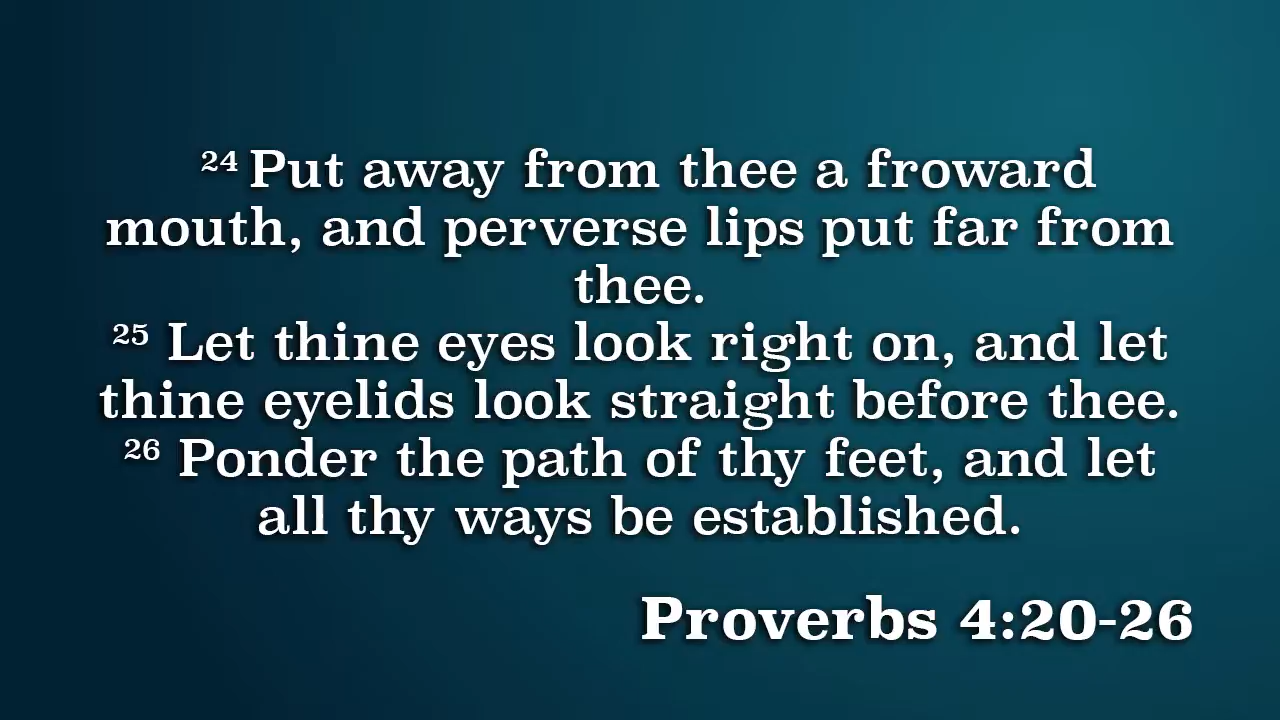 24 Put away from thee a froward
mouth, and perverse lips put far from
thee.
25 Let thine eyes look right on, and let
thine eyelids look straight before thee.
26 Ponder the path of thy feet, and let
all thy ways be established.
Proverbs 4:20-26